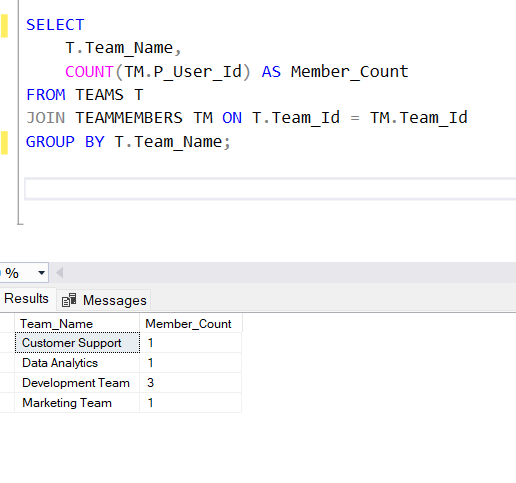 SELECT
T.Team_Name,
COUNT(TM.P_User_Id) AS Member_Count
FROM TEAMS T
JOIN TEAMMEMBERS TM ON T.Team_Id = TM.Team_Id
GROUP BY T.Team_Name;
%
Results Messages
Team_Name Member_Count
Customer Support 1
Data Analytics 1
Development Team 3
Marketing Team 1